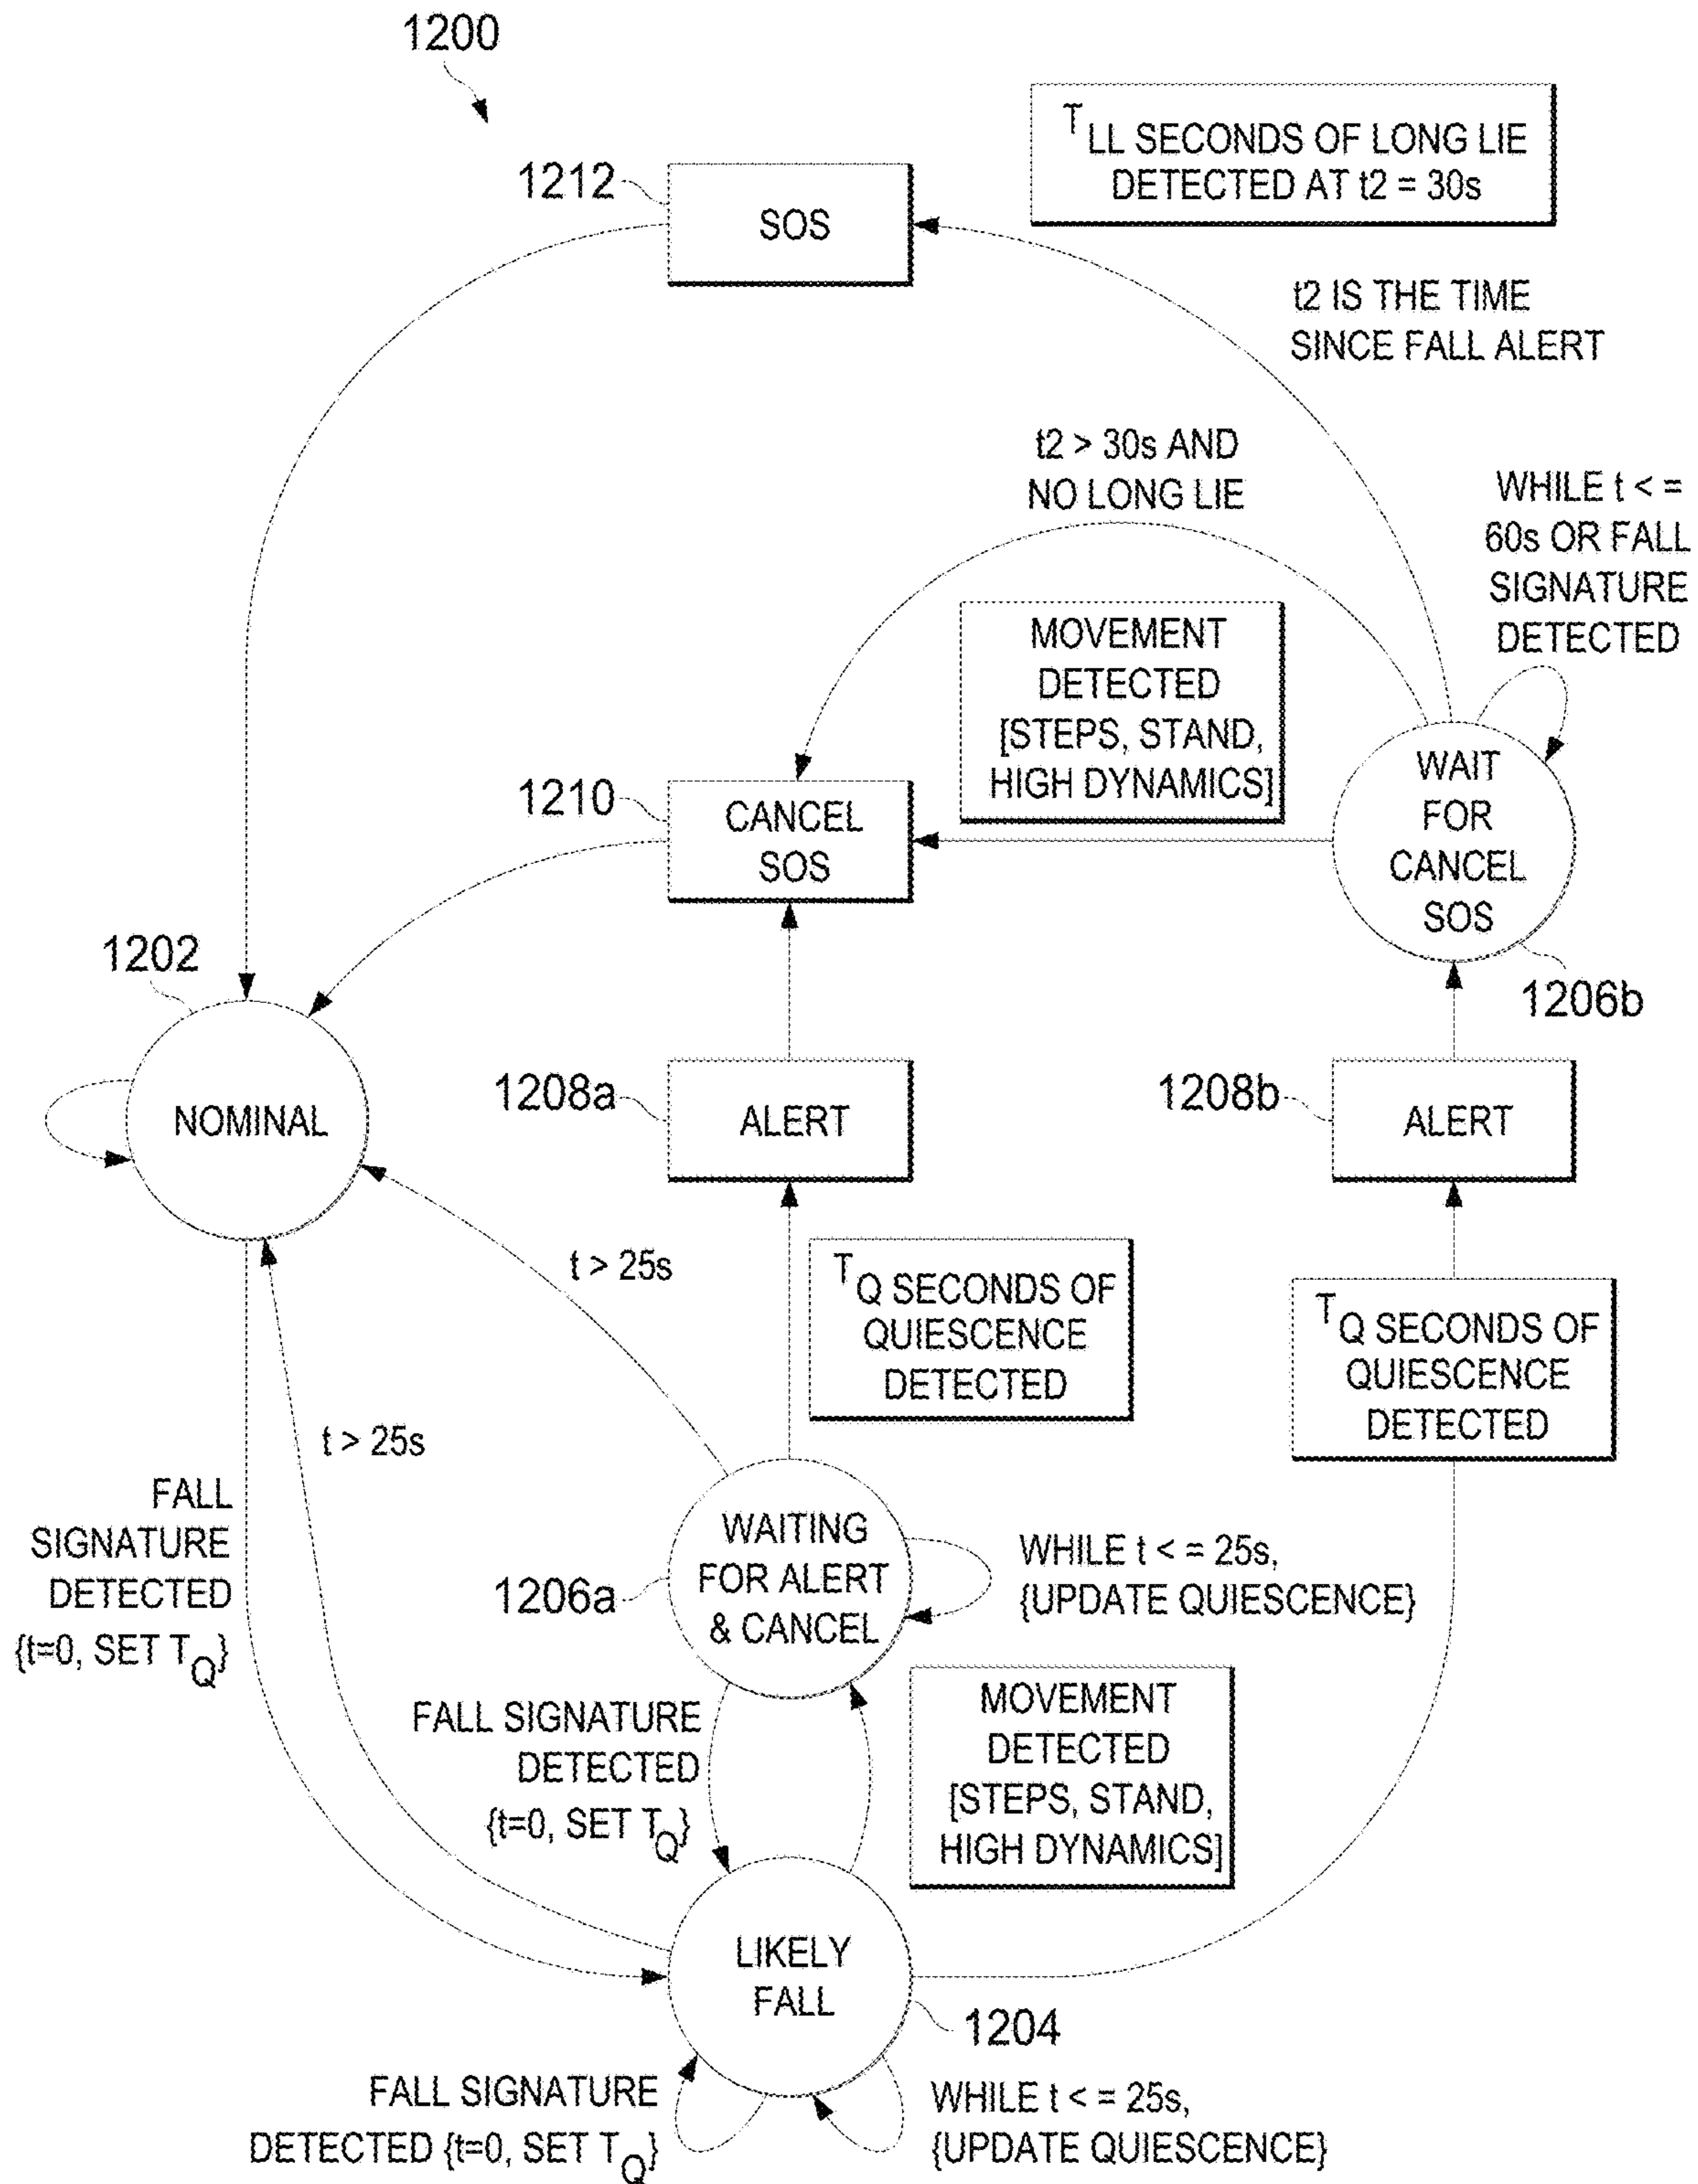 1200
T LL SECONDS OF LONG LIE
DETECTED AT t2 = 30s
1212
SOS
t2 IS THE TIME
SINCE FALL ALERT
t2 > 30s AND
NO LONG LIE
WHILE t < =
60s OR FALL
SIGNATURE
DETECTED
MOVEMENT
DETECTED
[STEPS, STAND,
HIGH DYNAMICS]
1210
CANCEL
SOS
WAIT
FOR
CANCEL
SOS
1206b
1202
NOMINAL
1208a
ALERT
1208b
ALERT
t > 25s
T Q SECONDS OF
QUIESCENCE
DETECTED
T Q SECONDS OF
QUIESCENCE
DETECTED
t > 25s
FALL
SIGNATURE
DETECTED
{t=0, SET TQ}
1206a
WAITING
FOR ALERT
& CANCEL
WHILE t < = 25s,
{UPDATE QUIESCENCE}
FALL SIGNATURE
DETECTED
{t=0, SET TQ}
MOVEMENT
DETECTED
[STEPS, STAND,
HIGH DYNAMICS]
LIKELY
FALL
1204
FALL SIGNATURE
DETECTED {t=0, SET TQ}
WHILE t < = 25s,
{UPDATE QUIESCENCE}